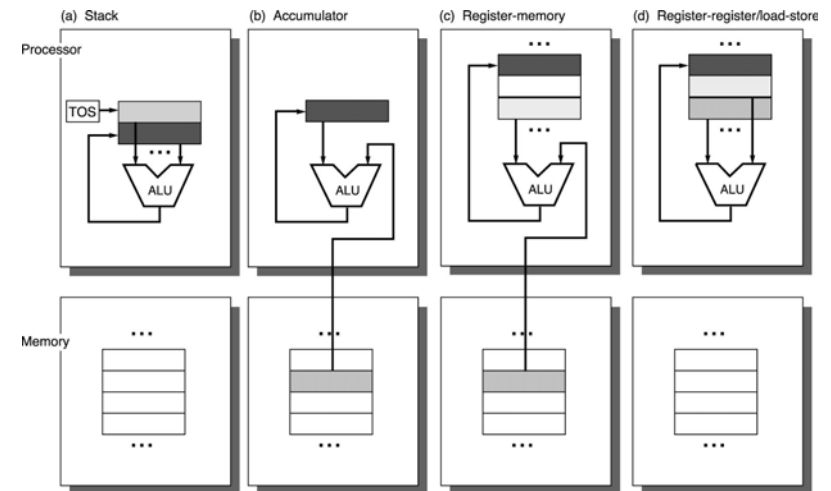 (a) Stack
(b) Accumulator
(c) Register-memory
(d) Register-register/load-store
Processor
TOS
...
...
...
...
ALU
ALU
ALU
ALU
Memory
...
...
...
...
...
...
...
...